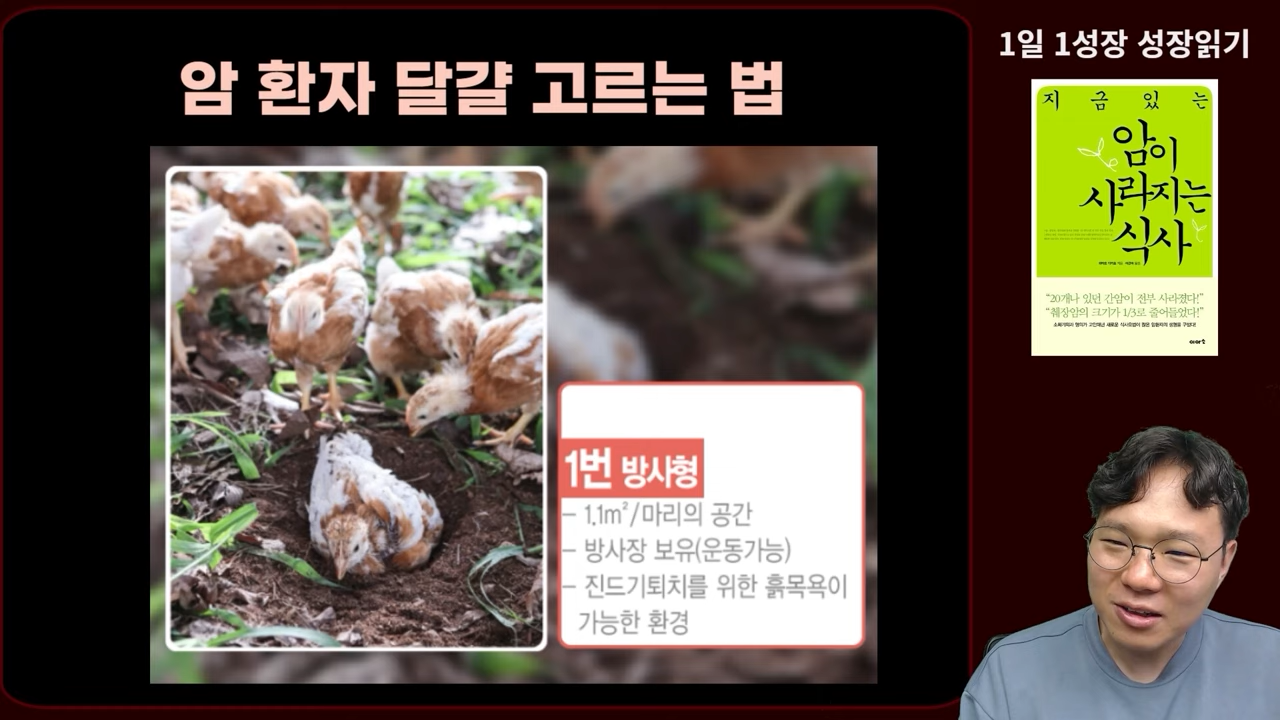 암 환자 달걀 고르는 법
1번 방사형
- 1.1㎡/마리의 공간
- 방사장 보유(운동가능)
- 진드기퇴치를 위한 흙목욕이
가능한 환경
1일 1성장 성장읽기
지금 있는
암이
사라지는
식사
“20개나 있던 간암이 전부 사라졌다!”
“췌장암의 크기가 1/3로 줄어들었다!”